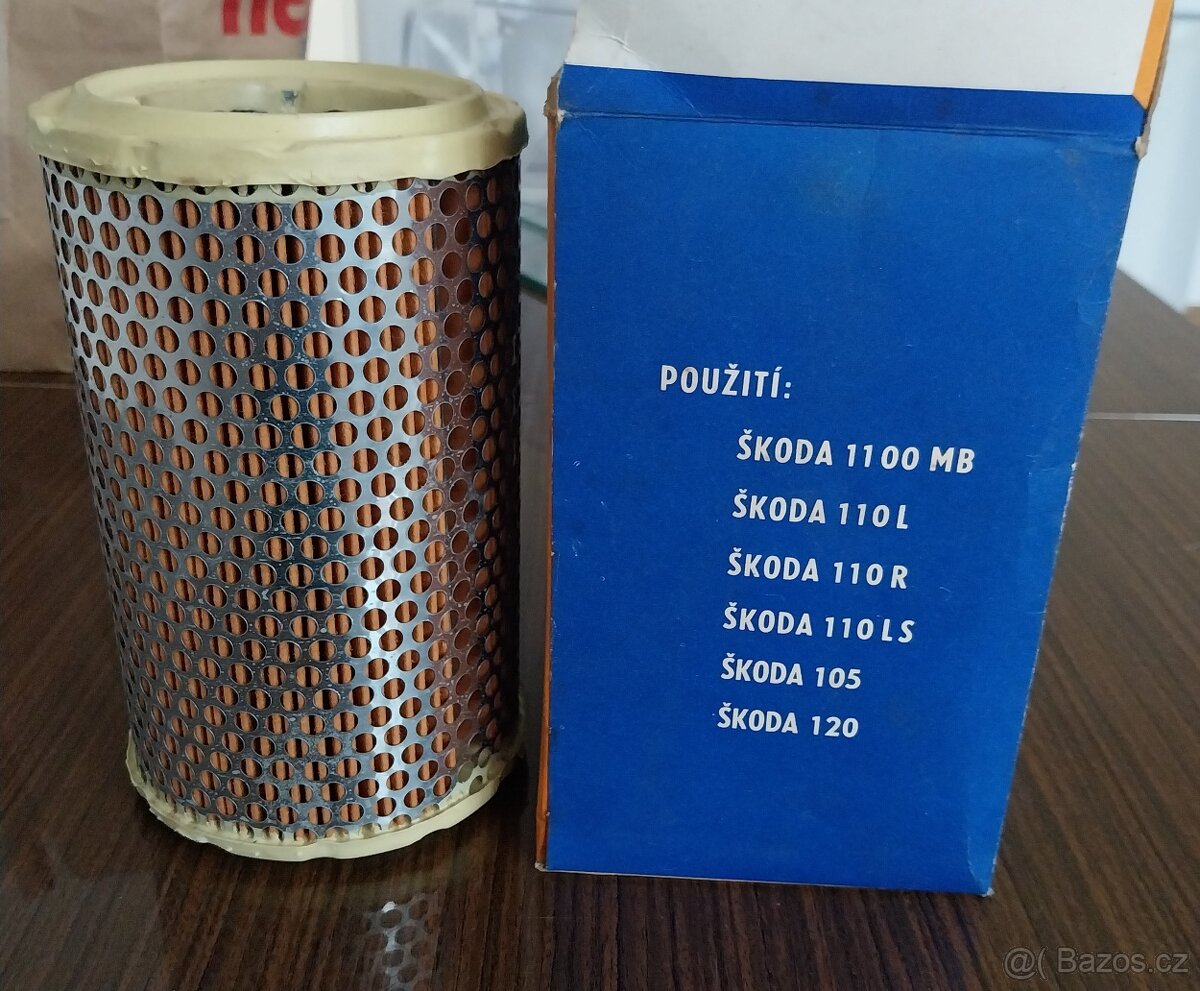 POUŽITÍ:
ŠKODA 1100 MB
ŠKODA 110 L
ŠKODA 110 R
ŠKODA 110 LS
ŠKODA 105
ŠKODA 120
@( Bazos.cz